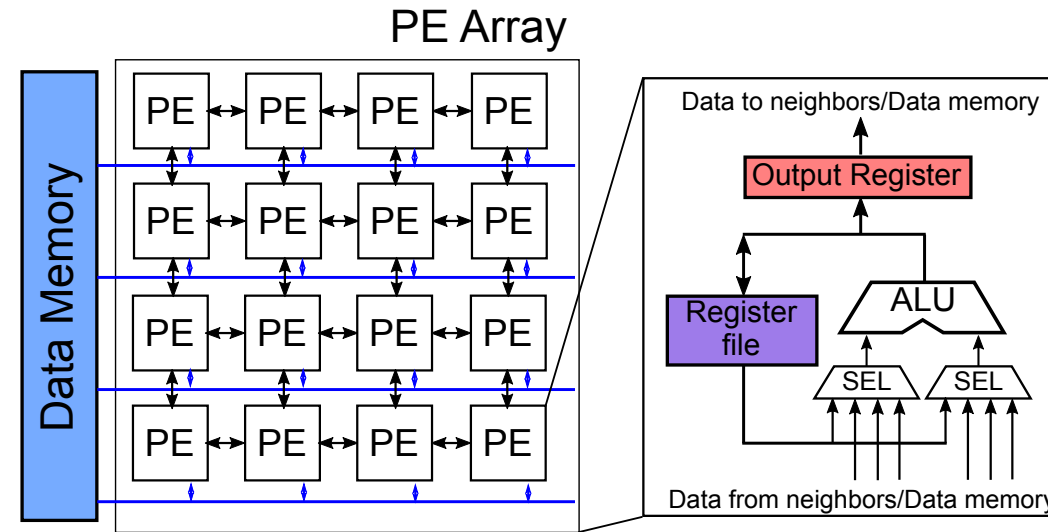 PE Array
Data Memory
PE PE PE PE
PE PE PE PE
PE PE PE PE
PE PE PE PE
Data to neighbors/Data memory
Output Register
ALU
Register
file
SEL SEL
Data from neighbors/Data memory